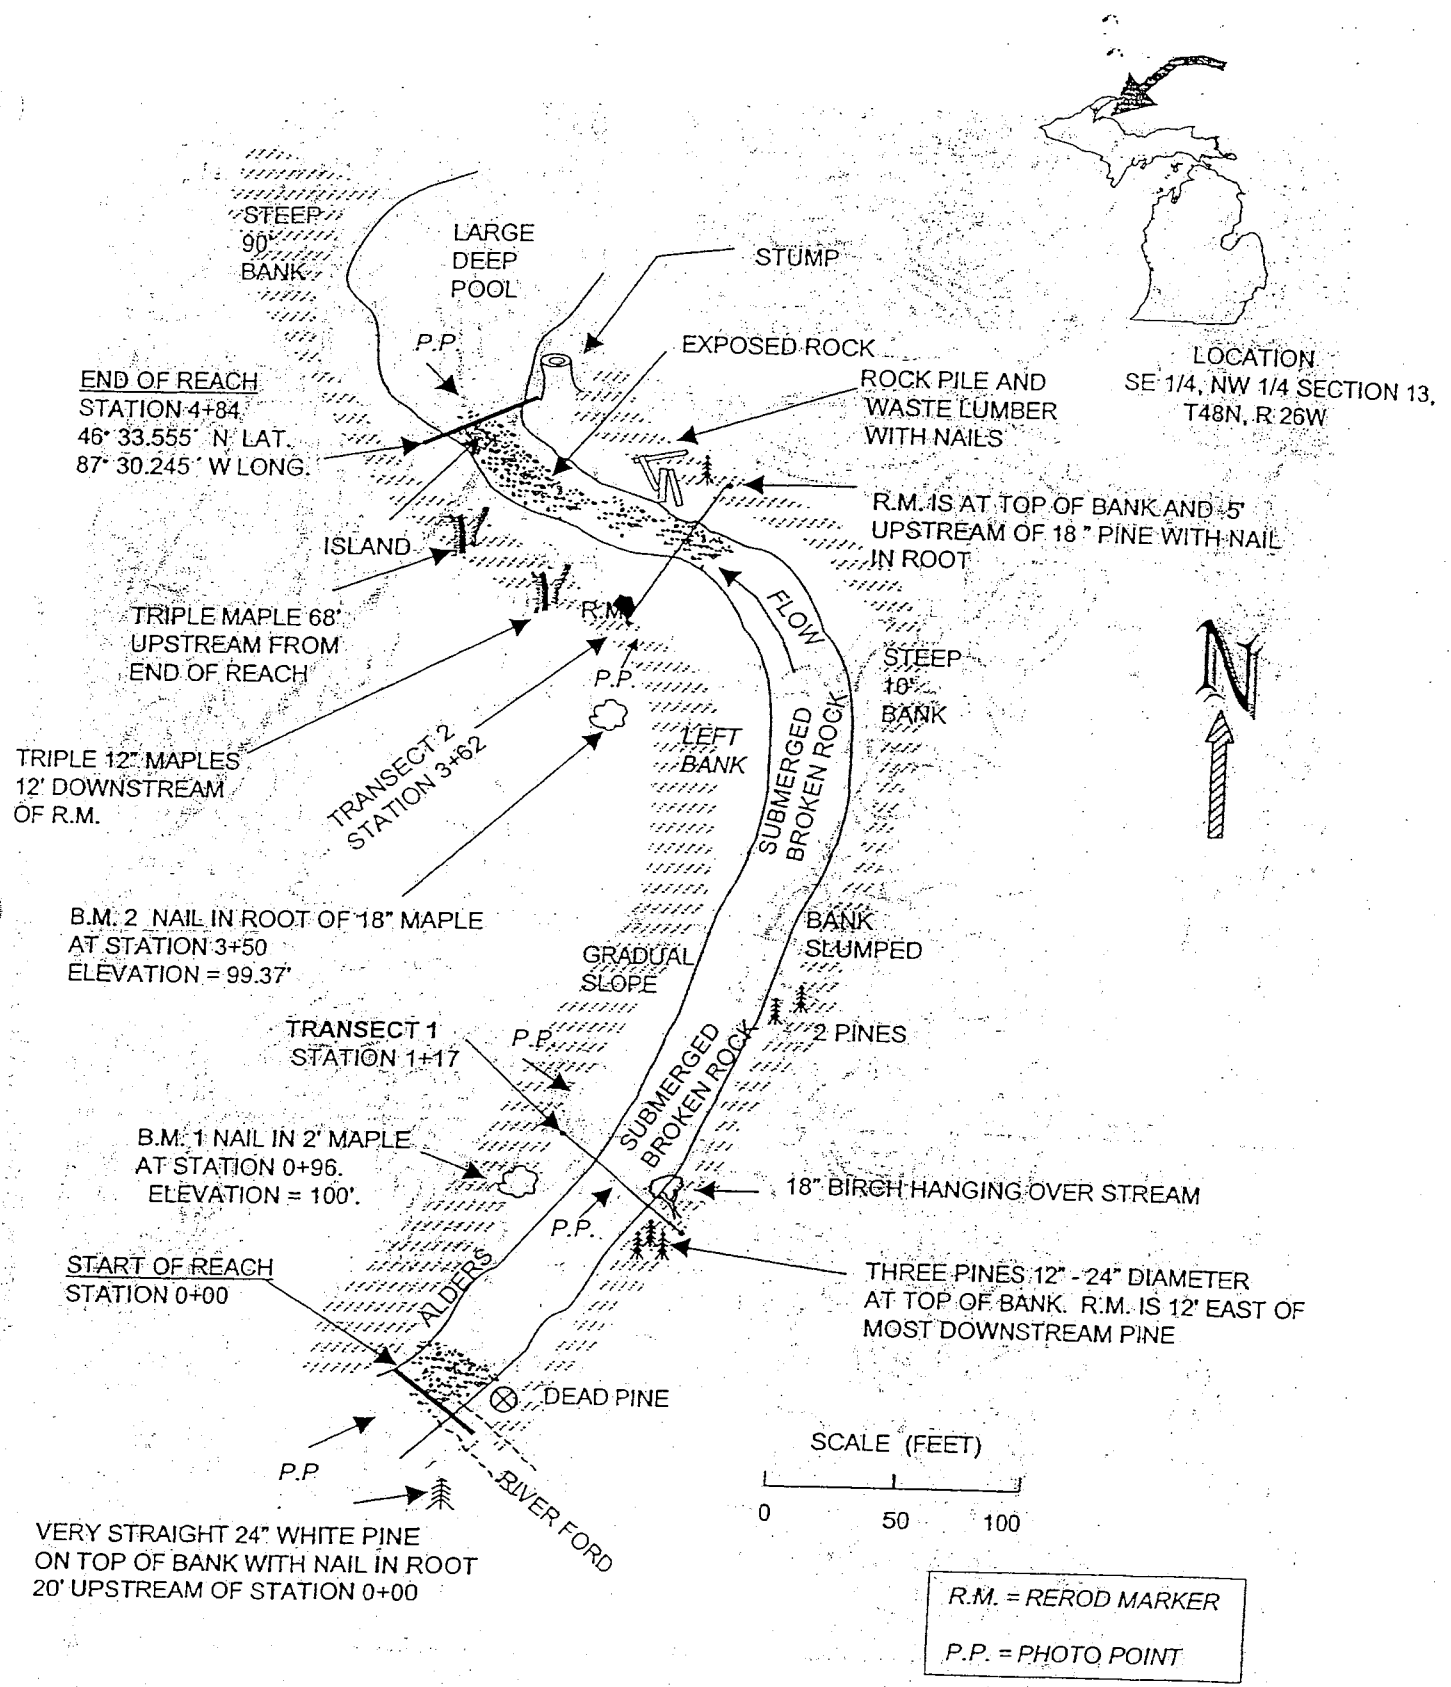 STEEP
90'
BANK
LARGE
DEEP
POOL
STUMP
P.P.
EXPOSED ROCK
LOCATION
SE 1/4, NW 1/4 SECTION 13,
T48N, R 26W
END OF REACH
STATION 4+84
46° 33.555' N LAT.
87° 30.245' W LONG.
ROCK PILE AND
WASTE LUMBER
WITH NAILS
R.M. IS AT TOP OF BANK AND 5'
UPSTREAM OF 18" PINE WITH NAIL
IN ROOT
ISLAND
TRIPLE MAPLE 68'
UPSTREAM FROM
END OF REACH
R.M.
FLOW
P.P.
STEEP
10'
BANK
N
LEFT
BANK
SUBMERGED
BROKEN ROCK
TRIPLE 12" MAPLES
12' DOWNSTREAM
OF R.M.
TRANSECT 2
STATION 3+62
B.M. 2 NAIL IN ROOT OF 18" MAPLE
AT STATION 3+50
ELEVATION = 99.37'
BANK
SLUMPED
GRADUAL
SLOPE
2 PINES
TRANSECT 1
STATION 1+17
P.P.
SUBMERGED
BROKEN ROCK
B.M. 1 NAIL IN 2' MAPLE
AT STATION 0+96.
ELEVATION = 100'.
18" BIRCH HANGING OVER STREAM
P.P.
START OF REACH
STATION 0+00
ALDERS
THREE PINES 12" - 24" DIAMETER
AT TOP OF BANK. R.M. IS 12' EAST OF
MOST DOWNSTREAM PINE
DEAD PINE
P.P.
RIVER FORD
SCALE (FEET)
0 50 100
VERY STRAIGHT 24" WHITE PINE
ON TOP OF BANK WITH NAIL IN ROOT
20' UPSTREAM OF STATION 0+00
R.M. = REROD MARKER
P.P. = PHOTO POINT